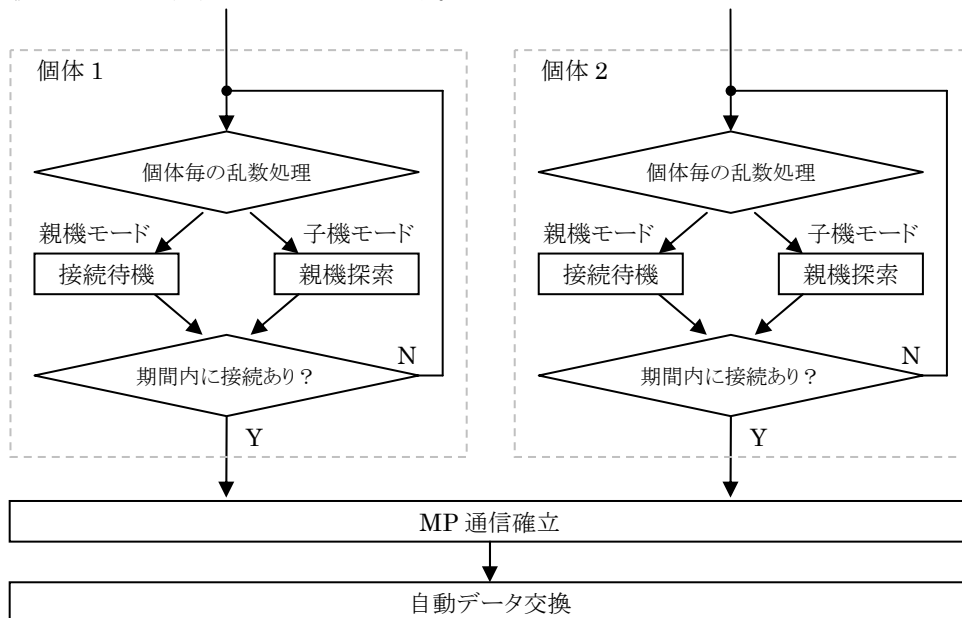 個体 1
個体毎の乱数処理
親機モード
子機モード
接続待機
親機探索
期間内に接続あり？
N
Y
個体 2
個体毎の乱数処理
親機モード
子機モード
接続待機
親機探索
期間内に接続あり？
N
Y
MP 通信確立
自動データ交換